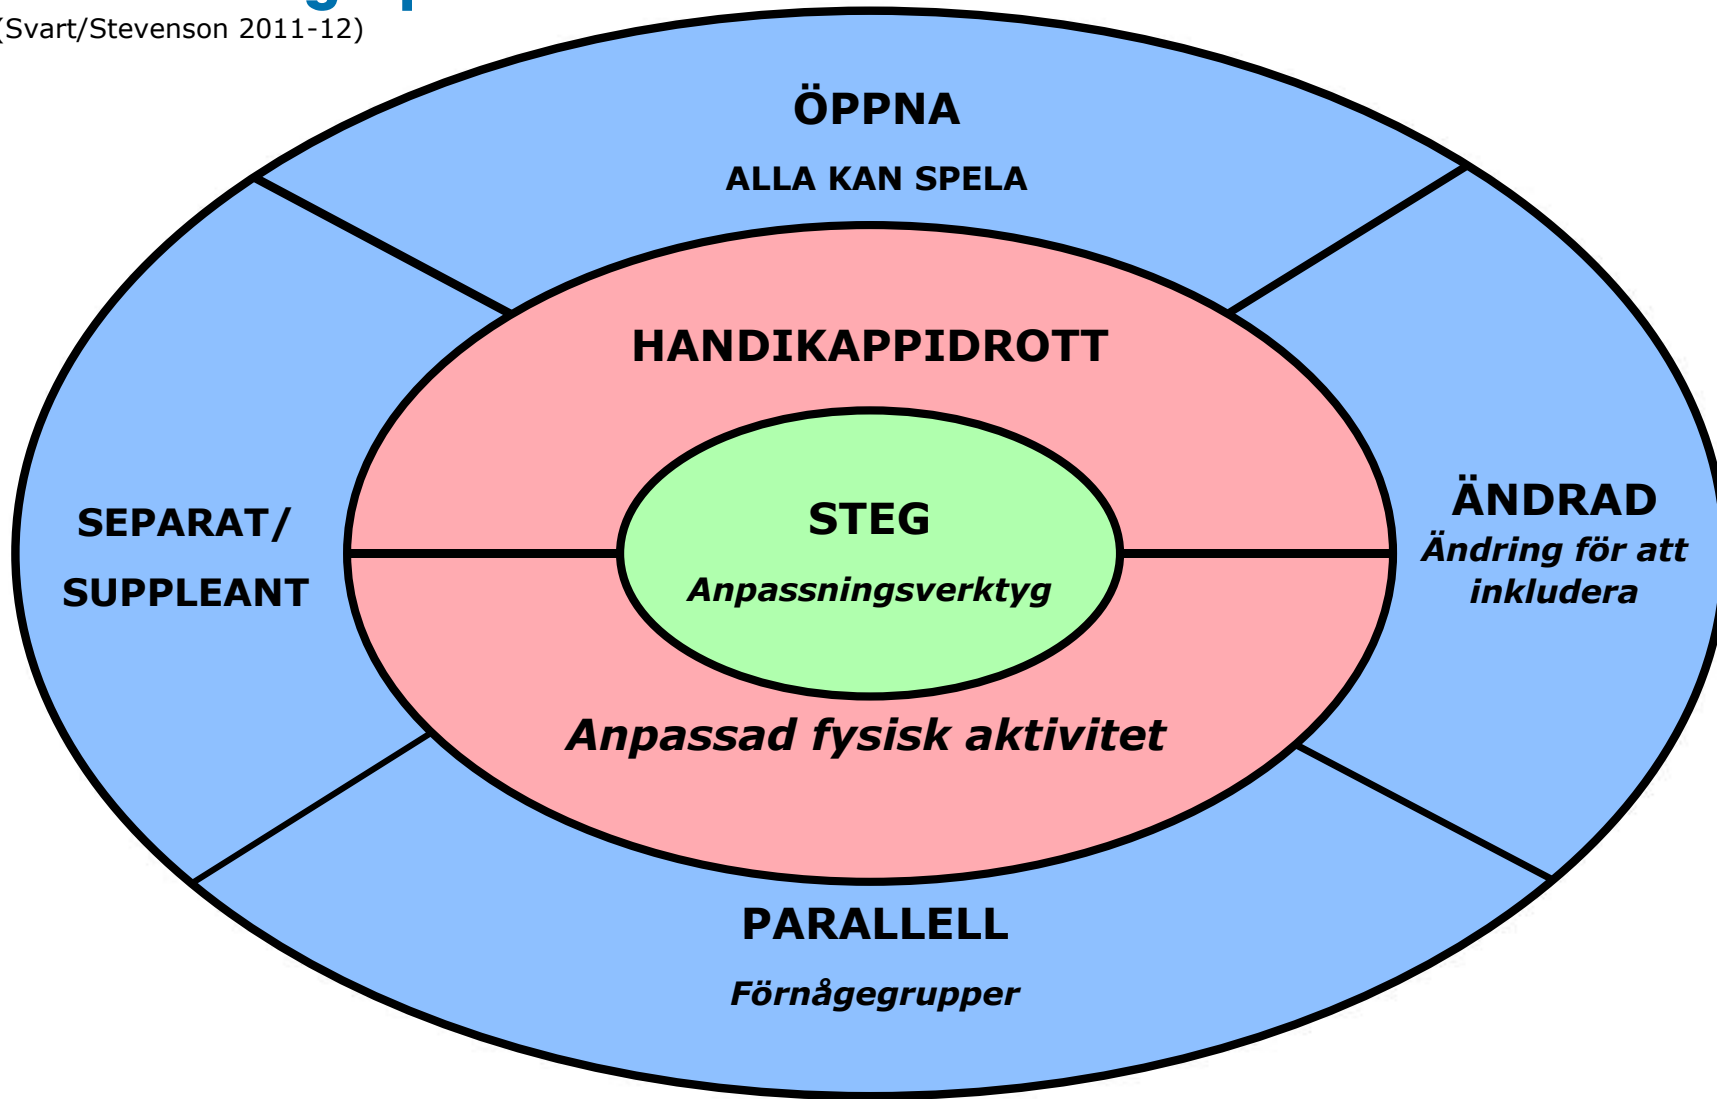 (Svart/Stevenson 2011-12)
ÖPPNA
ALLA KAN SPELA
HANDIKAPPIDROTT
STEG
Anpassningsverktyg
SEPARAT/
SUPPLEANT
ÄNDRAD
Ändring för att
inkludera
Anpassad fysisk aktivitet
PARALLELL
Förnågegrupper